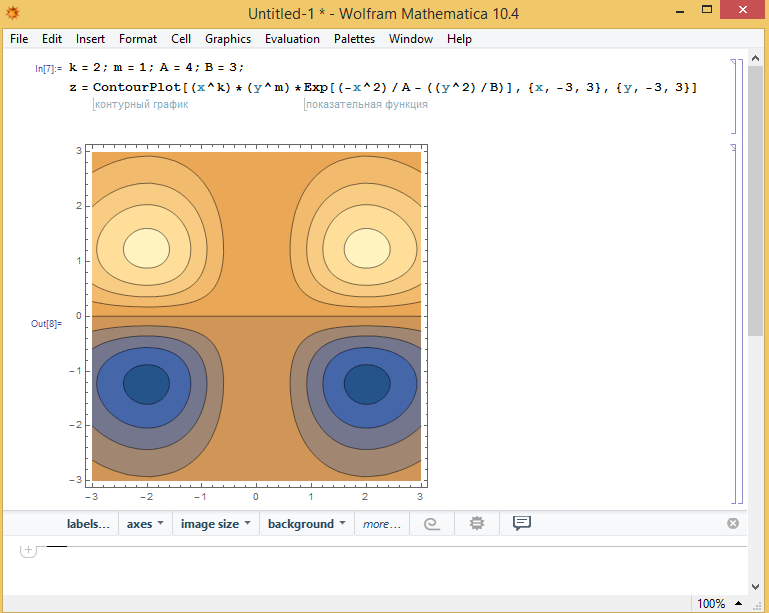 Untitled-1 * - Wolfram Mathematica 10.4
File Edit Insert Format Cell Graphics Evaluation Palettes Window Help
In[7]:= k = 2; m = 1; A = 4; B = 3;
z = ContourPlot[(x^k)*(y^m)*Exp[(-x^2)/A-((y^2)/B)], {x, -3, 3}, {y, -3, 3}]
контурный график показательная функция
3
2
1
Out[8]= 0
-1
-2
-3
-3 -2 -1 0 1 2 3
labels... axes image size background more...
100%